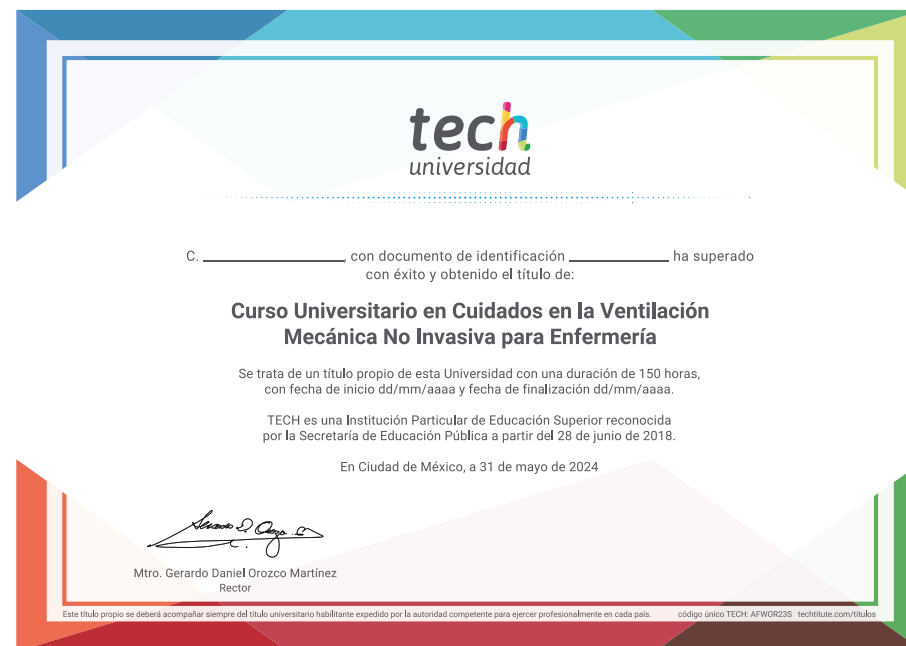 tech
universidad
C. ____________, con documento de identificación ____________ ha superado
con éxito y obtenido el título de:
Curso Universitario en Cuidados en la Ventilación
Mecánica No Invasiva para Enfermería
Se trata de un título propio de esta Universidad con una duración de 150 horas,
con fecha de inicio dd/mm/aaaa y fecha de finalización dd/mm/aaaa.
TECH es una Institución Particular de Educación Superior reconocida
por la Secretaría de Educación Pública a partir del 28 de junio de 2018.
En Ciudad de México, a 31 de mayo de 2024
Mtro. Gerardo Daniel Orozco Martínez
Rector
Este título propio se deberá acompañar siempre del título universitario habilitante expedido por la autoridad competente para ejercer profesionalmente en cada país. código único TECH: AFWOR23S techtitute.com/titulos